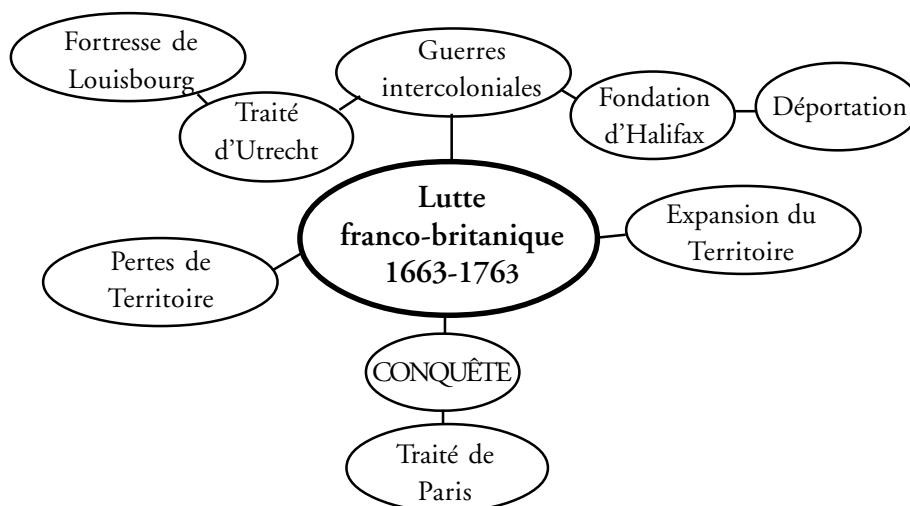 Fortresse de
Louisbourg
Guerres
intercoloniales
Traité
d'Utrecht
Fondation
d'Halifax
Déportation
Lutte
franco-britanique
1663-1763
Expansion du
Territoire
Pertes de
Territoire
CONQUÊTE
Traité de
Paris